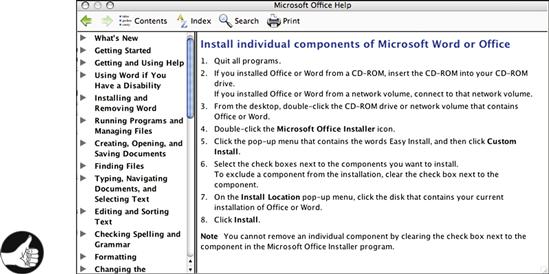 Microsoft Office Help
Contents Index Search Print
What's New
Getting Started
Getting and Using Help
Using Word if You
Have a Disability
Installing and
Removing Word
Running Programs and
Managing Files
Creating, Opening, and
Saving Documents
Finding Files
Typing, Navigating
Documents, and
Selecting Text
Editing and Sorting
Text
Checking Spelling and
Grammar
Formatting
Changing the
Install individual components of Microsoft Word or Office
1. Quit all programs.
2. If you installed Office or Word from a CD-ROM, insert the CD-ROM into your CD-ROM
drive.
If you installed Office or Word from a network volume, connect to that network volume.
3. From the desktop, double-click the CD-ROM drive or network volume that contains
Office or Word.
4. Double-click the Microsoft Office Installer icon.
5. Click the pop-up menu that contains the words Easy Install, and then click Custom
Install.
6. Select the check boxes next to the components you want to install.
To exclude a component from the installation, clear the check box next to the
component.
7. On the Install Location pop-up menu, click the disk that contains your current
installation of Office or Word.
8. Click Install.
Note You cannot remove an individual component by clearing the check box next to the
component in the Microsoft Office Installer program.